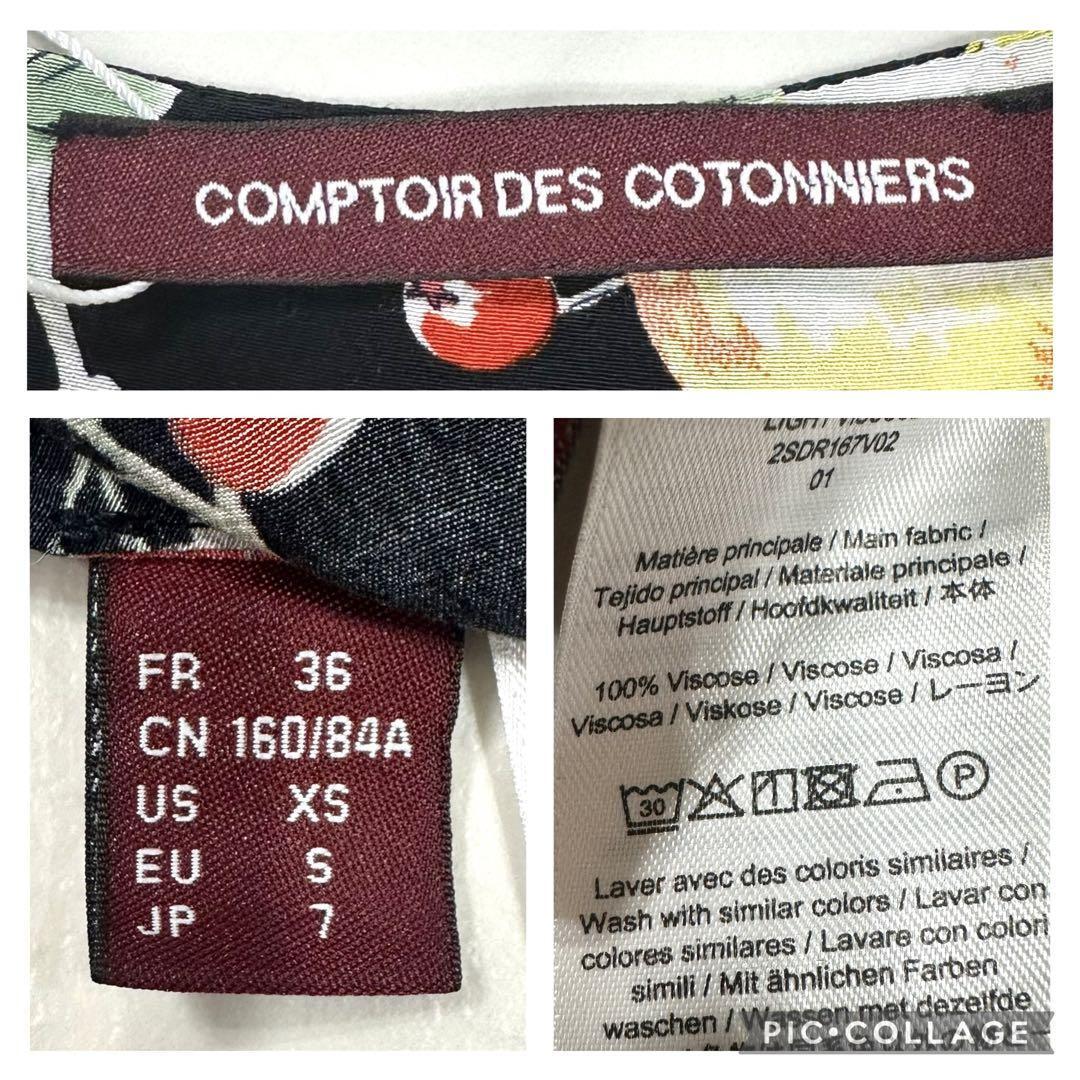 COMPTOIR DES COTONNIERS
FR 36
CN 160/84A
US XS
EU S
JP 7
2SDR167V02
01
Matière principale / Main fabric /
Tejido principal / Materiale principale /
Hauptstoff / Hoofdkwaliteit / 本体
100% Viscose / Viscose / Viscosa /
Viscosa / Viskose / Viscose / レーヨン
30
P
Laver avec des coloris similaires /
Wash with similar colors / Lavar con
colores similares / Lavare con colori
simili / Mit ähnlichen Farben
waschen / Wassen met dezelfde
PIC•COLLAGE